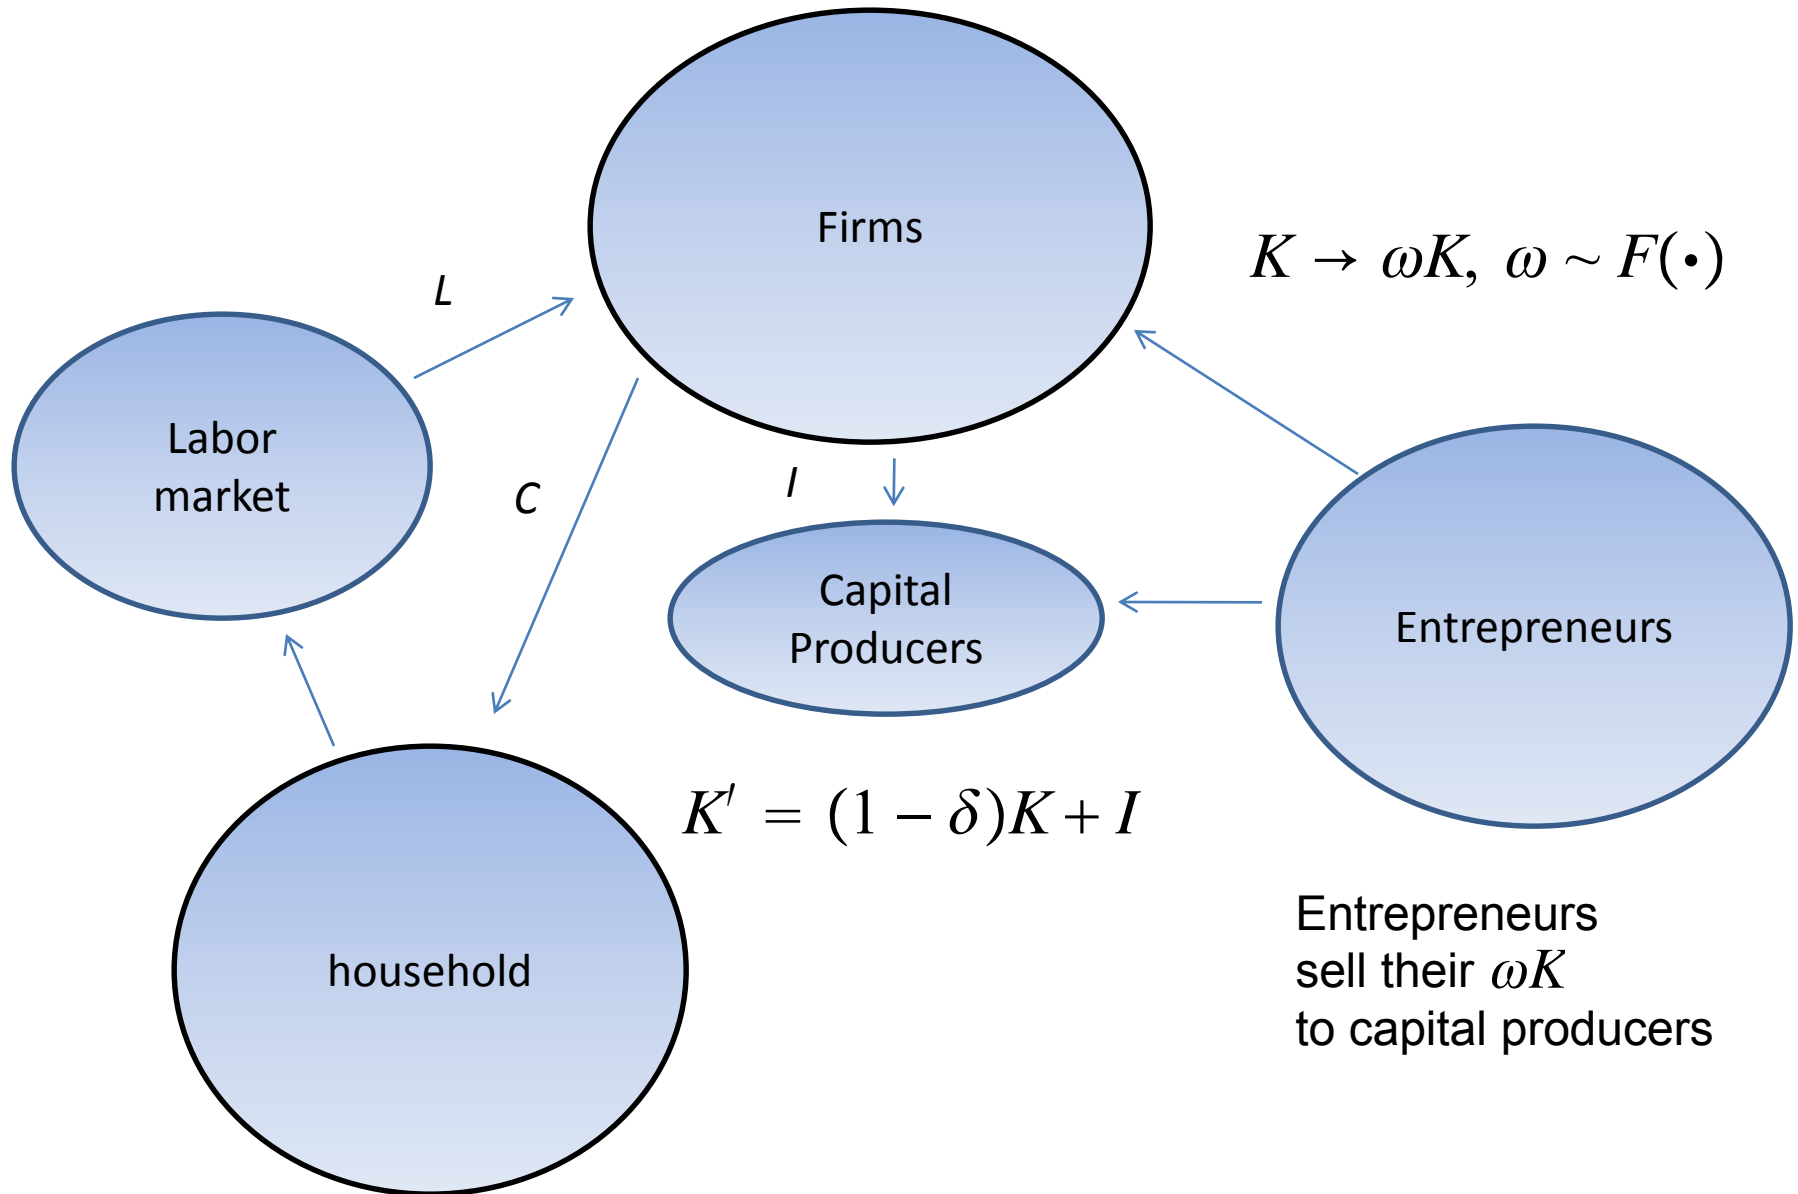 Firms
K → ωK, ω ~ F(•)
L
Labor
market
C
I
Capital
Producers
Entrepreneurs
K′ = (1 − δ)K + I
household
Entrepreneurs
sell their ωK
to capital producers